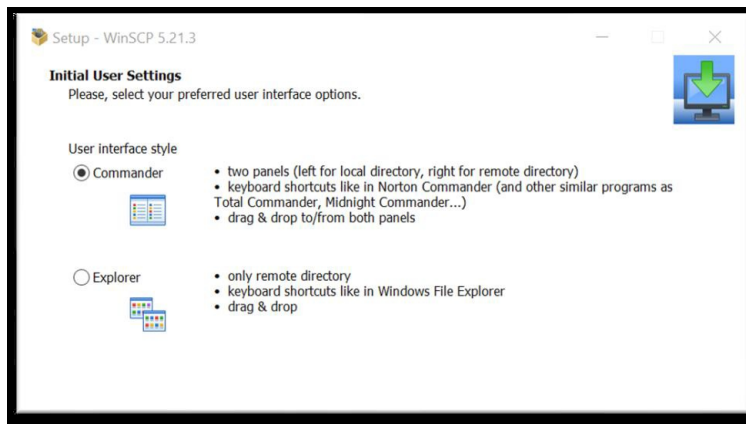 Setup - WinSCP 5.21.3
Initial User Settings
Please, select your preferred user interface options.
User interface style
Commander
• two panels (left for local directory, right for remote directory)
• keyboard shortcuts like in Norton Commander (and other similar programs as
Total Commander, Midnight Commander...)
• drag & drop to/from both panels
Explorer
• only remote directory
• keyboard shortcuts like in Windows File Explorer
• drag & drop